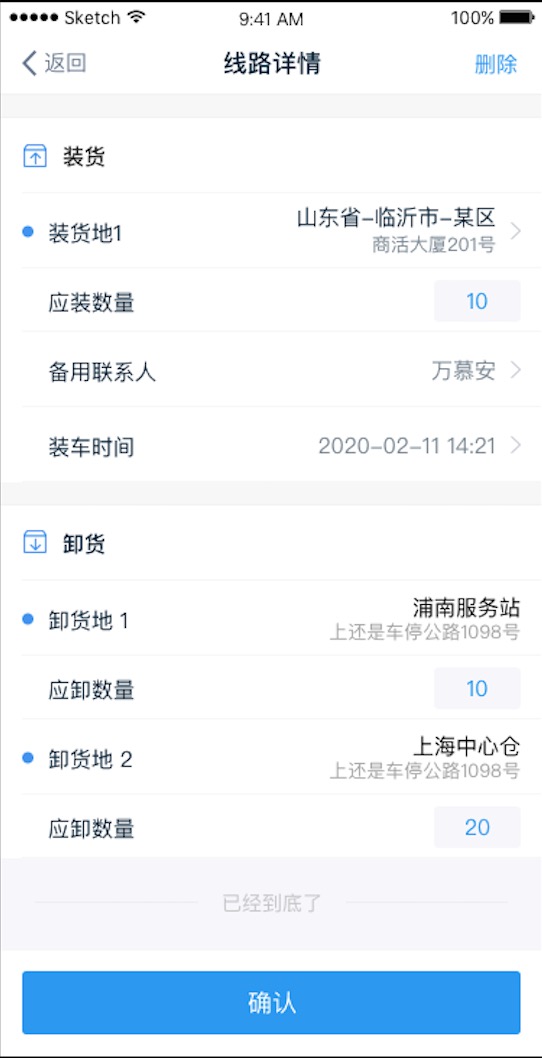 Sketch 9:41 AM 100%
返回 线路详情 删除
装货
装货地1 山东省-临沂市-某区
商活大厦201号
应装数量 10
备用联系人 万慕安
装车时间 2020-02-11 14:21
卸货
卸货地 1 浦南服务站
上还是车停公路1098号
应卸数量 10
卸货地 2 上海中心仓
上还是车停公路1098号
应卸数量 20
已经到底了
确认